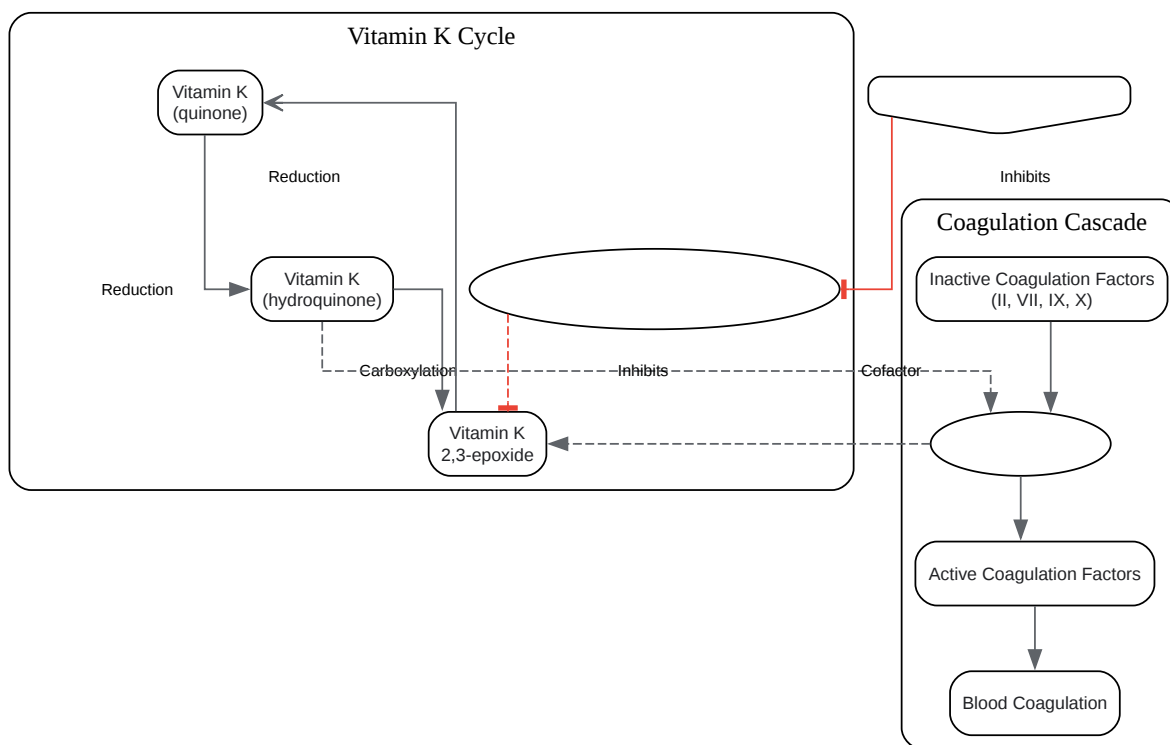 Vitamin K Cycle
Vitamin K
(quinone)
Reduction
Inhibits
Coagulation Cascade
Inactive Coagulation Factors
(II, VII, IX, X)
Vitamin K
(hydroquinone)
Reduction
Carboxylation
Inhibits
Cofactor
Vitamin K
2,3-epoxide
Active Coagulation Factors
Blood Coagulation